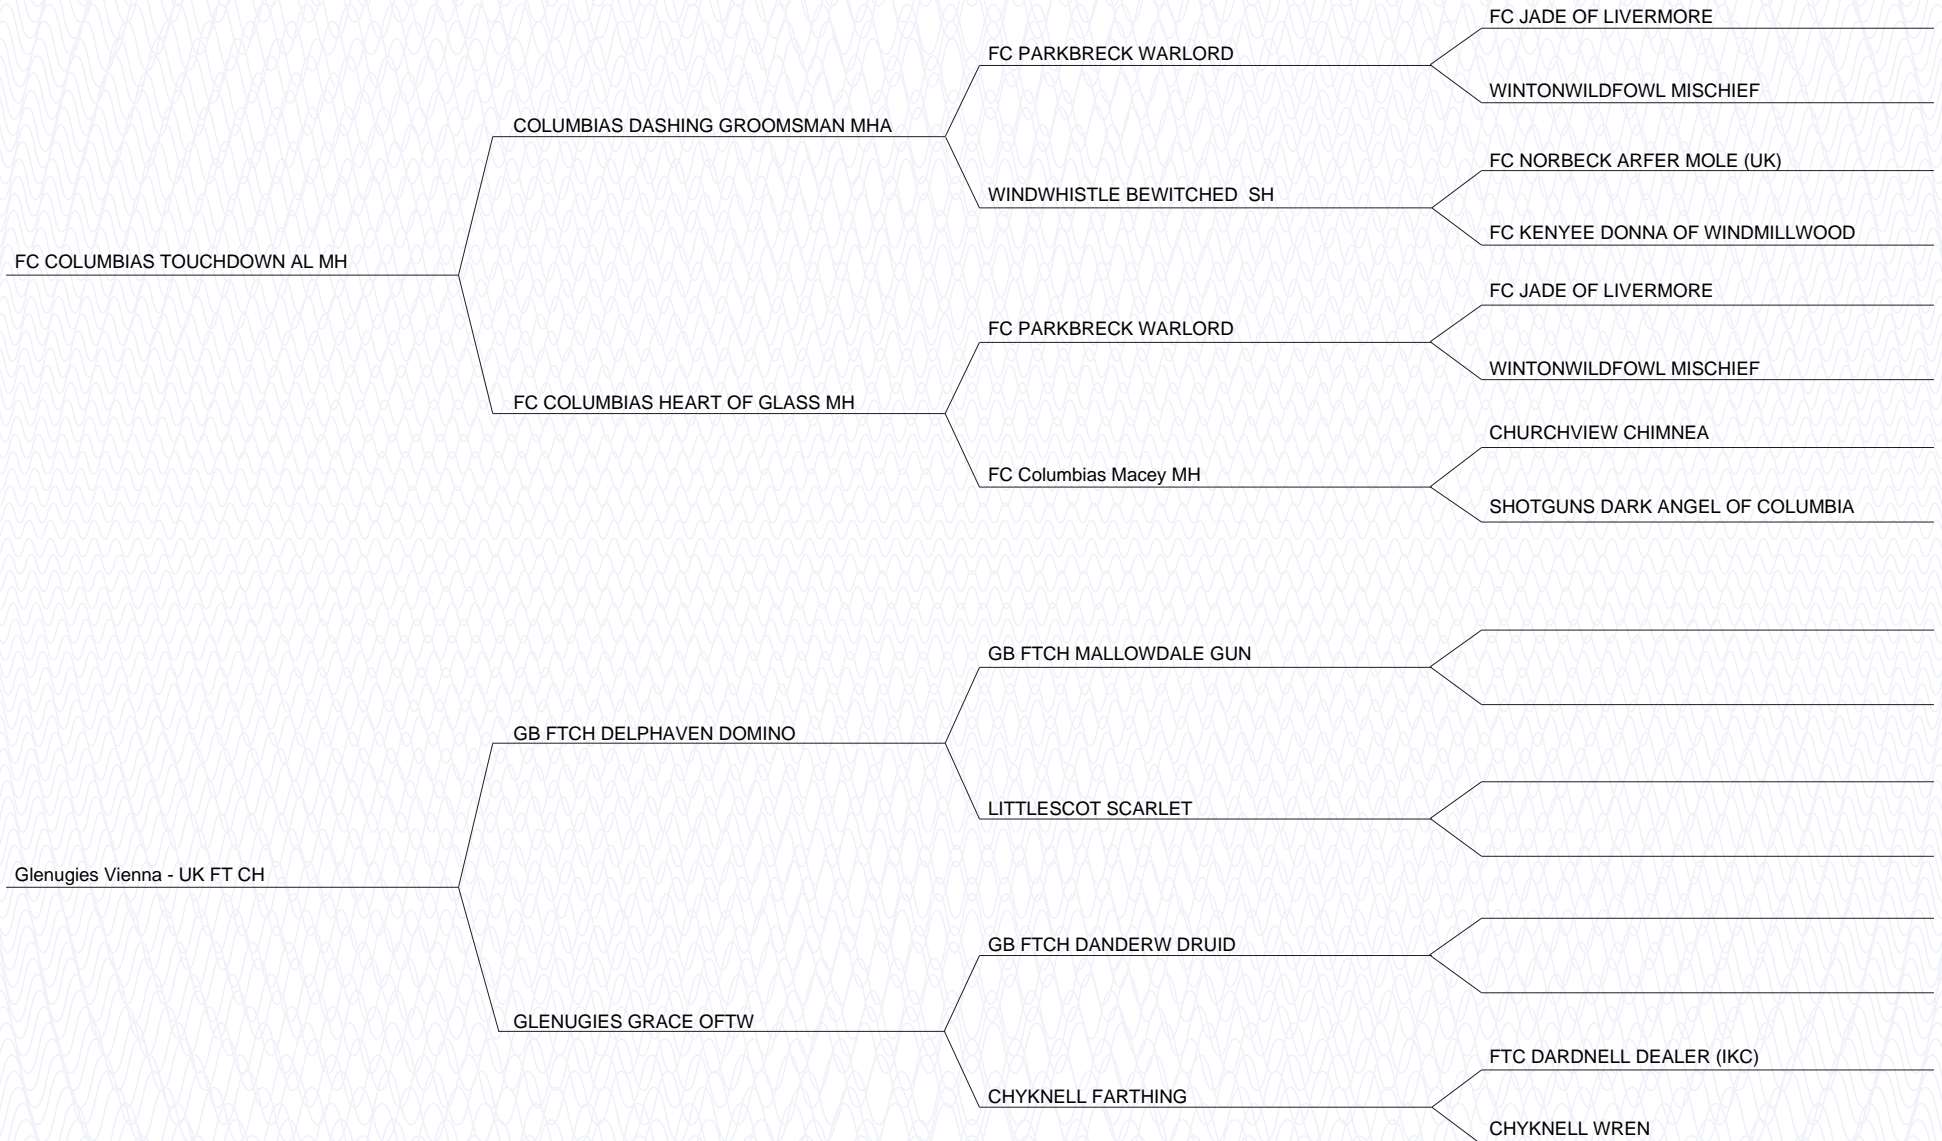 FC JADE OF LIVERMORE
FC PARKBRECK WARLORD
WINTONWILDFOWL MISCHIEF
COLUMBIAS DASHING GROOMSMAN MHA
FC NORBECK ARFER MOLE (UK)
WINDWHISTLE BEWITCHED  SH
FC KENYEE DONNA OF WINDMILLWOOD
FC COLUMBIAS TOUCHDOWN AL MH
FC JADE OF LIVERMORE
FC PARKBRECK WARLORD
WINTONWILDFOWL MISCHIEF
FC COLUMBIAS HEART OF GLASS MH
CHURCHVIEW CHIMNEA
FC Columbias Macey MH
SHOTGUNS DARK ANGEL OF COLUMBIA
GB FTCH MALLOWDALE GUN
GB FTCH DELPHAVEN DOMINO
LITTLESCOT SCARLET
Glenugies Vienna - UK FT CH
GB FTCH DANDERW DRUID
GLENUGIES GRACE OFTW
FTC DARDNELL DEALER (IKC)
CHYKNELL FARTHING
CHYKNELL WREN